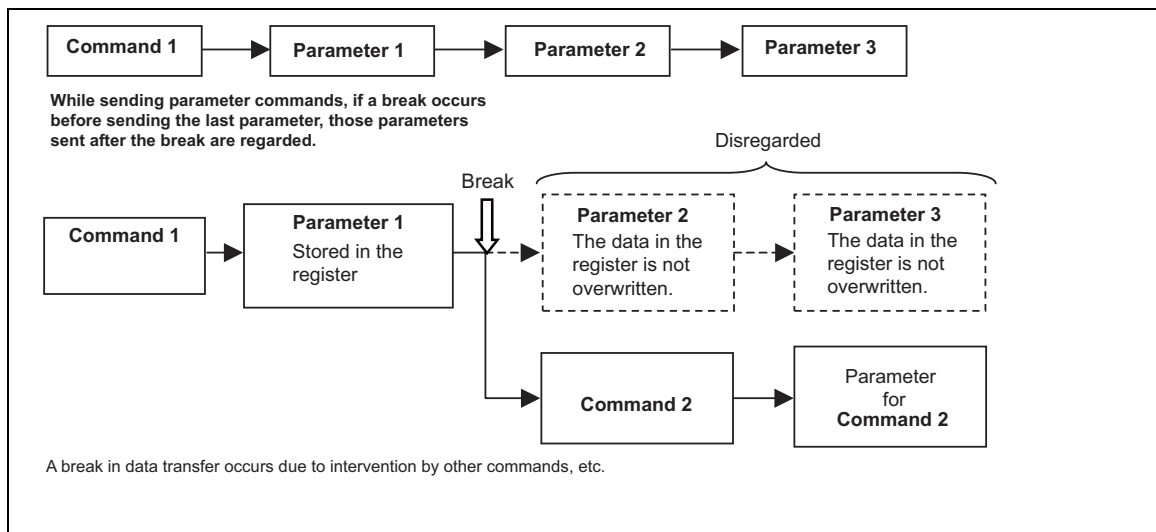 Command 1
Parameter 1
Parameter 2
Parameter 3
While sending parameter commands, if a break occurs
before sending the last parameter, those parameters
sent after the break are regarded.
Disregarded
Break
Command 1
Parameter 1
Stored in the
register
Parameter 2
The data in the
register is not
overwritten.
Parameter 3
The data in the
register is not
overwritten.
Command 2
Parameter
for
Command 2
A break in data transfer occurs due to intervention by other commands, etc.